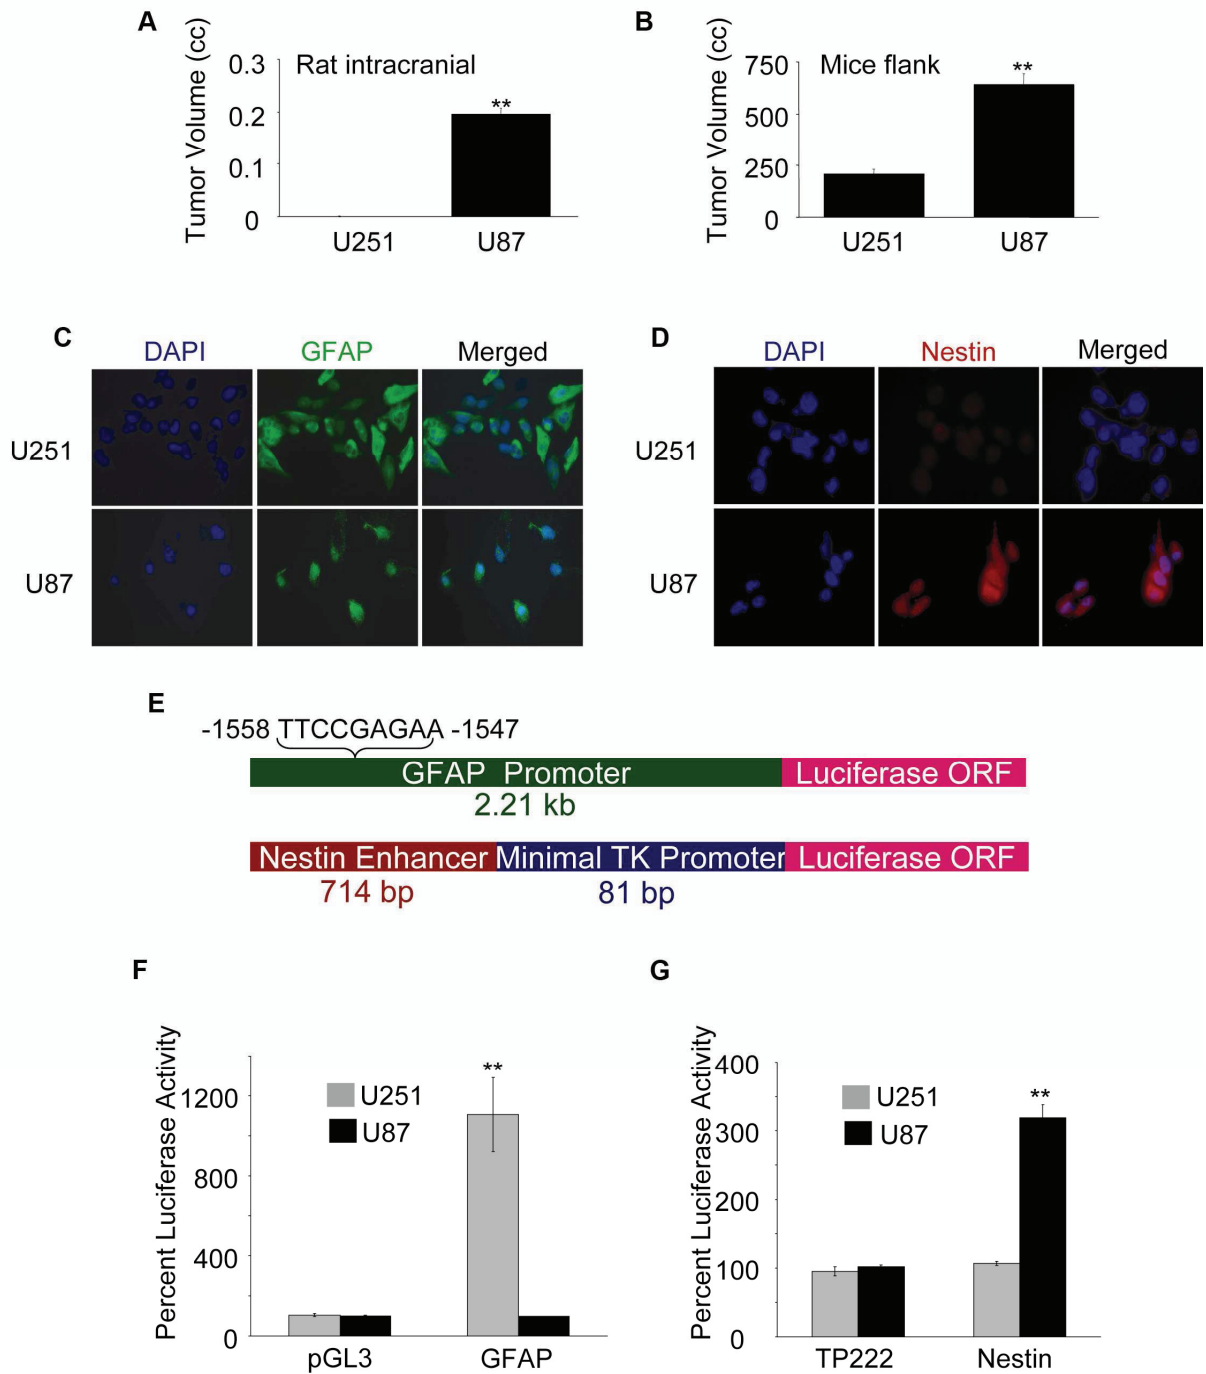 A
Tumor Volume (cc)
0.3
0.2
0.1
0
Rat intracranial
**
U251
U87
B
Tumor Volume (cc)
750
500
250
0
Mice flank
**
U251
U87
C
DAPI
GFAP
Merged
U251
U87
D
DAPI
Nestin
Merged
U251
U87
E
-1558 TTCCGAGAA -1547
GFAP Promoter
Luciferase ORF
2.21 kb
Nestin Enhancer
Minimal TK Promoter
Luciferase ORF
714 bp
81 bp
F
Percent Luciferase Activity
1200
800
400
0
U251
U87
**
pGL3
GFAP
G
Percent Luciferase Activity
400
300
200
100
0
U251
U87
**
TP222
Nestin